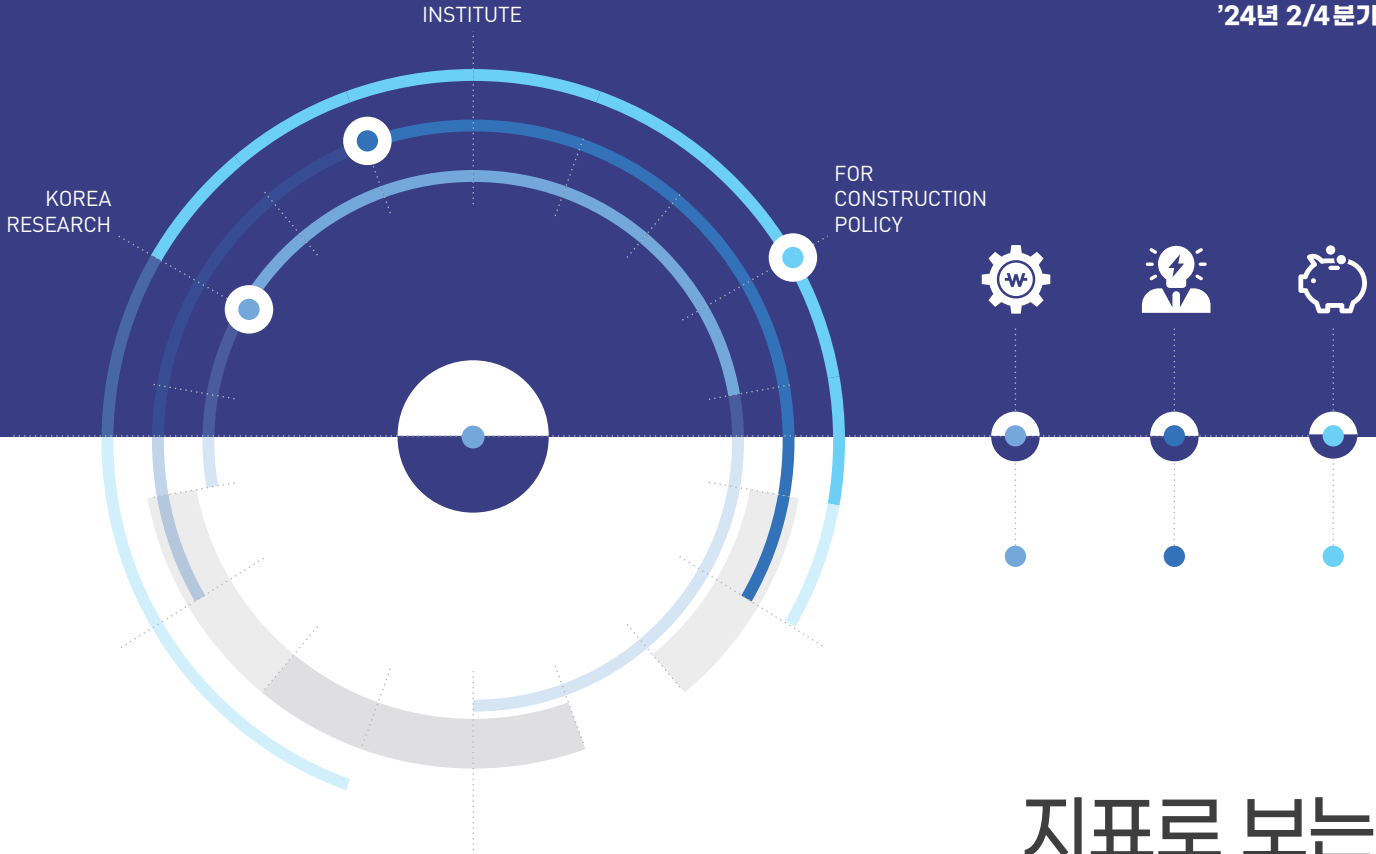 INSTITUTE
’24년 2/4분기
KOREA
RESEARCH
FOR
CONSTRUCTION
POLICY
₩
지표로 보는